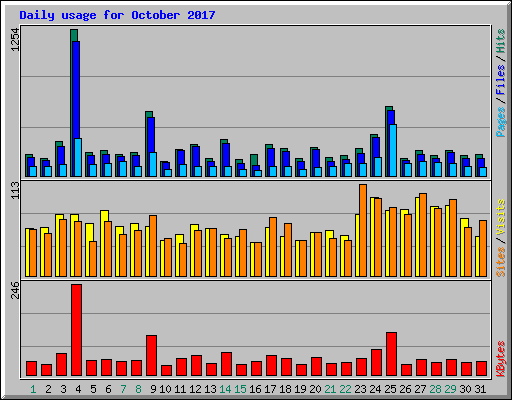 Daily usage for October 2017
1254
Pages / Files / Hits
113
Sites / Visits
246
KBytes
1 2 3 4 5 6 7 8 9 10 11 12 13 14 15 16 17 18 19 20 21 22 23 24 25 26 27 28 29 30 31